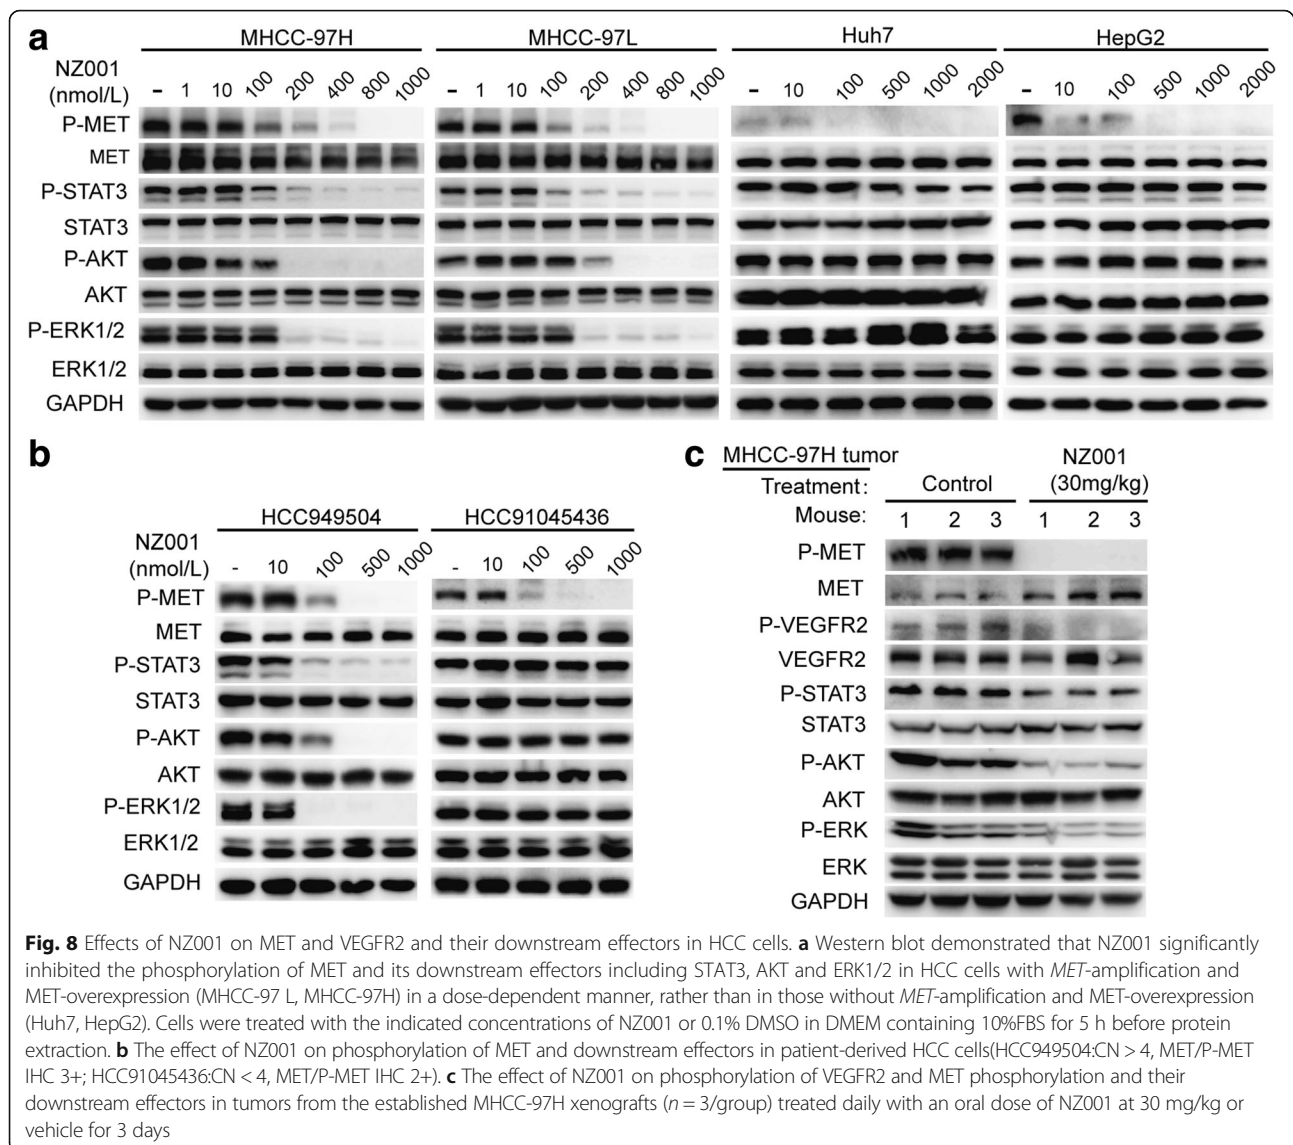 a
MHCC-97H MHCC-97L Huh7 HepG2
NZ001
(nmol/L)
– 1 10 100 200 400 800 1000 – 1 10 100 200 400 800 1000 – 10 100 500 1000 2000 – 10 100 500 1000 2000
P-MET
MET
P-STAT3
STAT3
P-AKT
AKT
P-ERK1/2
ERK1/2
GAPDH
b
HCC949504 HCC91045436
NZ001
(nmol/L)
- 10 100 500 1000 - 10 100 500 1000
P-MET
MET
P-STAT3
STAT3
P-AKT
AKT
P-ERK1/2
ERK1/2
GAPDH
c
MHCC-97H tumor NZ001
Treatment: Control (30mg/kg)
Mouse: 1 2 3 1 2 3
P-MET
MET
P-VEGFR2
VEGFR2
P-STAT3
STAT3
P-AKT
AKT
P-ERK
ERK
GAPDH
Fig. 8 Effects of NZ001 on MET and VEGFR2 and their downstream effectors in HCC cells. a Western blot demonstrated that NZ001 significantly
inhibited the phosphorylation of MET and its downstream effectors including STAT3, AKT and ERK1/2 in HCC cells with MET-amplification and
MET-overexpression (MHCC-97 L, MHCC-97H) in a dose-dependent manner, rather than in those without MET-amplification and MET-overexpression
(Huh7, HepG2). Cells were treated with the indicated concentrations of NZ001 or 0.1% DMSO in DMEM containing 10%FBS for 5 h before protein
extraction. b The effect of NZ001 on phosphorylation of MET and downstream effectors in patient-derived HCC cells(HCC949504:CN > 4, MET/P-MET
IHC 3+; HCC91045436:CN < 4, MET/P-MET IHC 2+). c The effect of NZ001 on phosphorylation of VEGFR2 and MET phosphorylation and their
downstream effectors in tumors from the established MHCC-97H xenografts (n = 3/group) treated daily with an oral dose of NZ001 at 30 mg/kg or
vehicle for 3 days